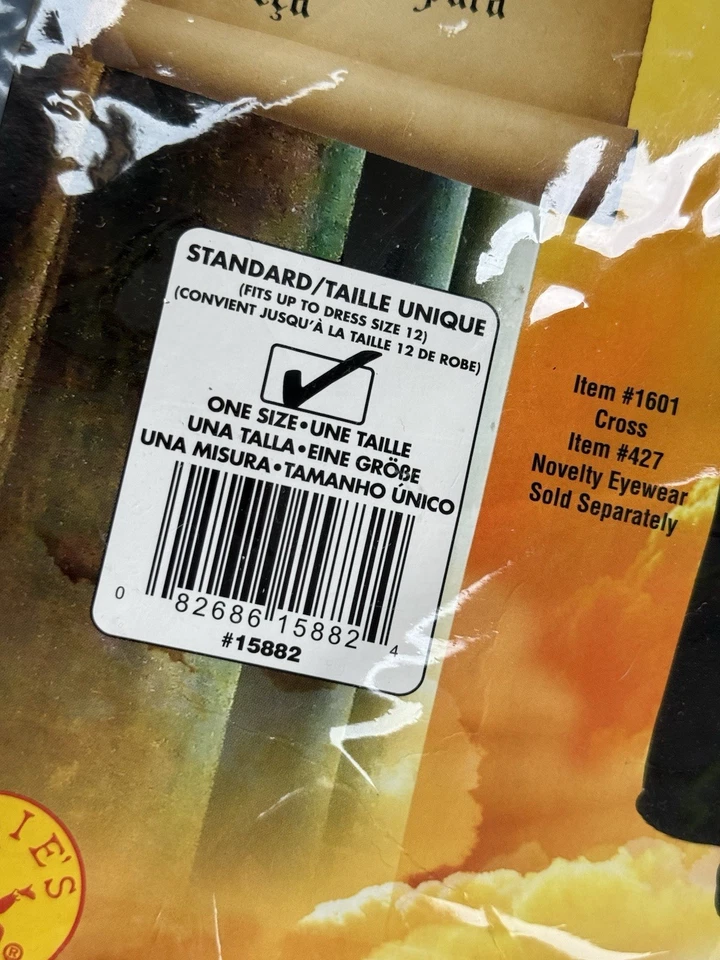 STANDARD/TAILLE UNIQUE
(FITS UP TO DRESS SIZE 12)
(CONVIENT JUSQU'À LA TAILLE 12 DE ROBE)
ONE SIZE•UNE TAILLE
UNA TALLA•EINE GRÖßE
UNA MISURA•TAMANHO ÚNICO
0 82686 15882 4
#15882
Item #1601
Cross
Item #427
Novelty Eyewear
Sold Separately
IE'S
®